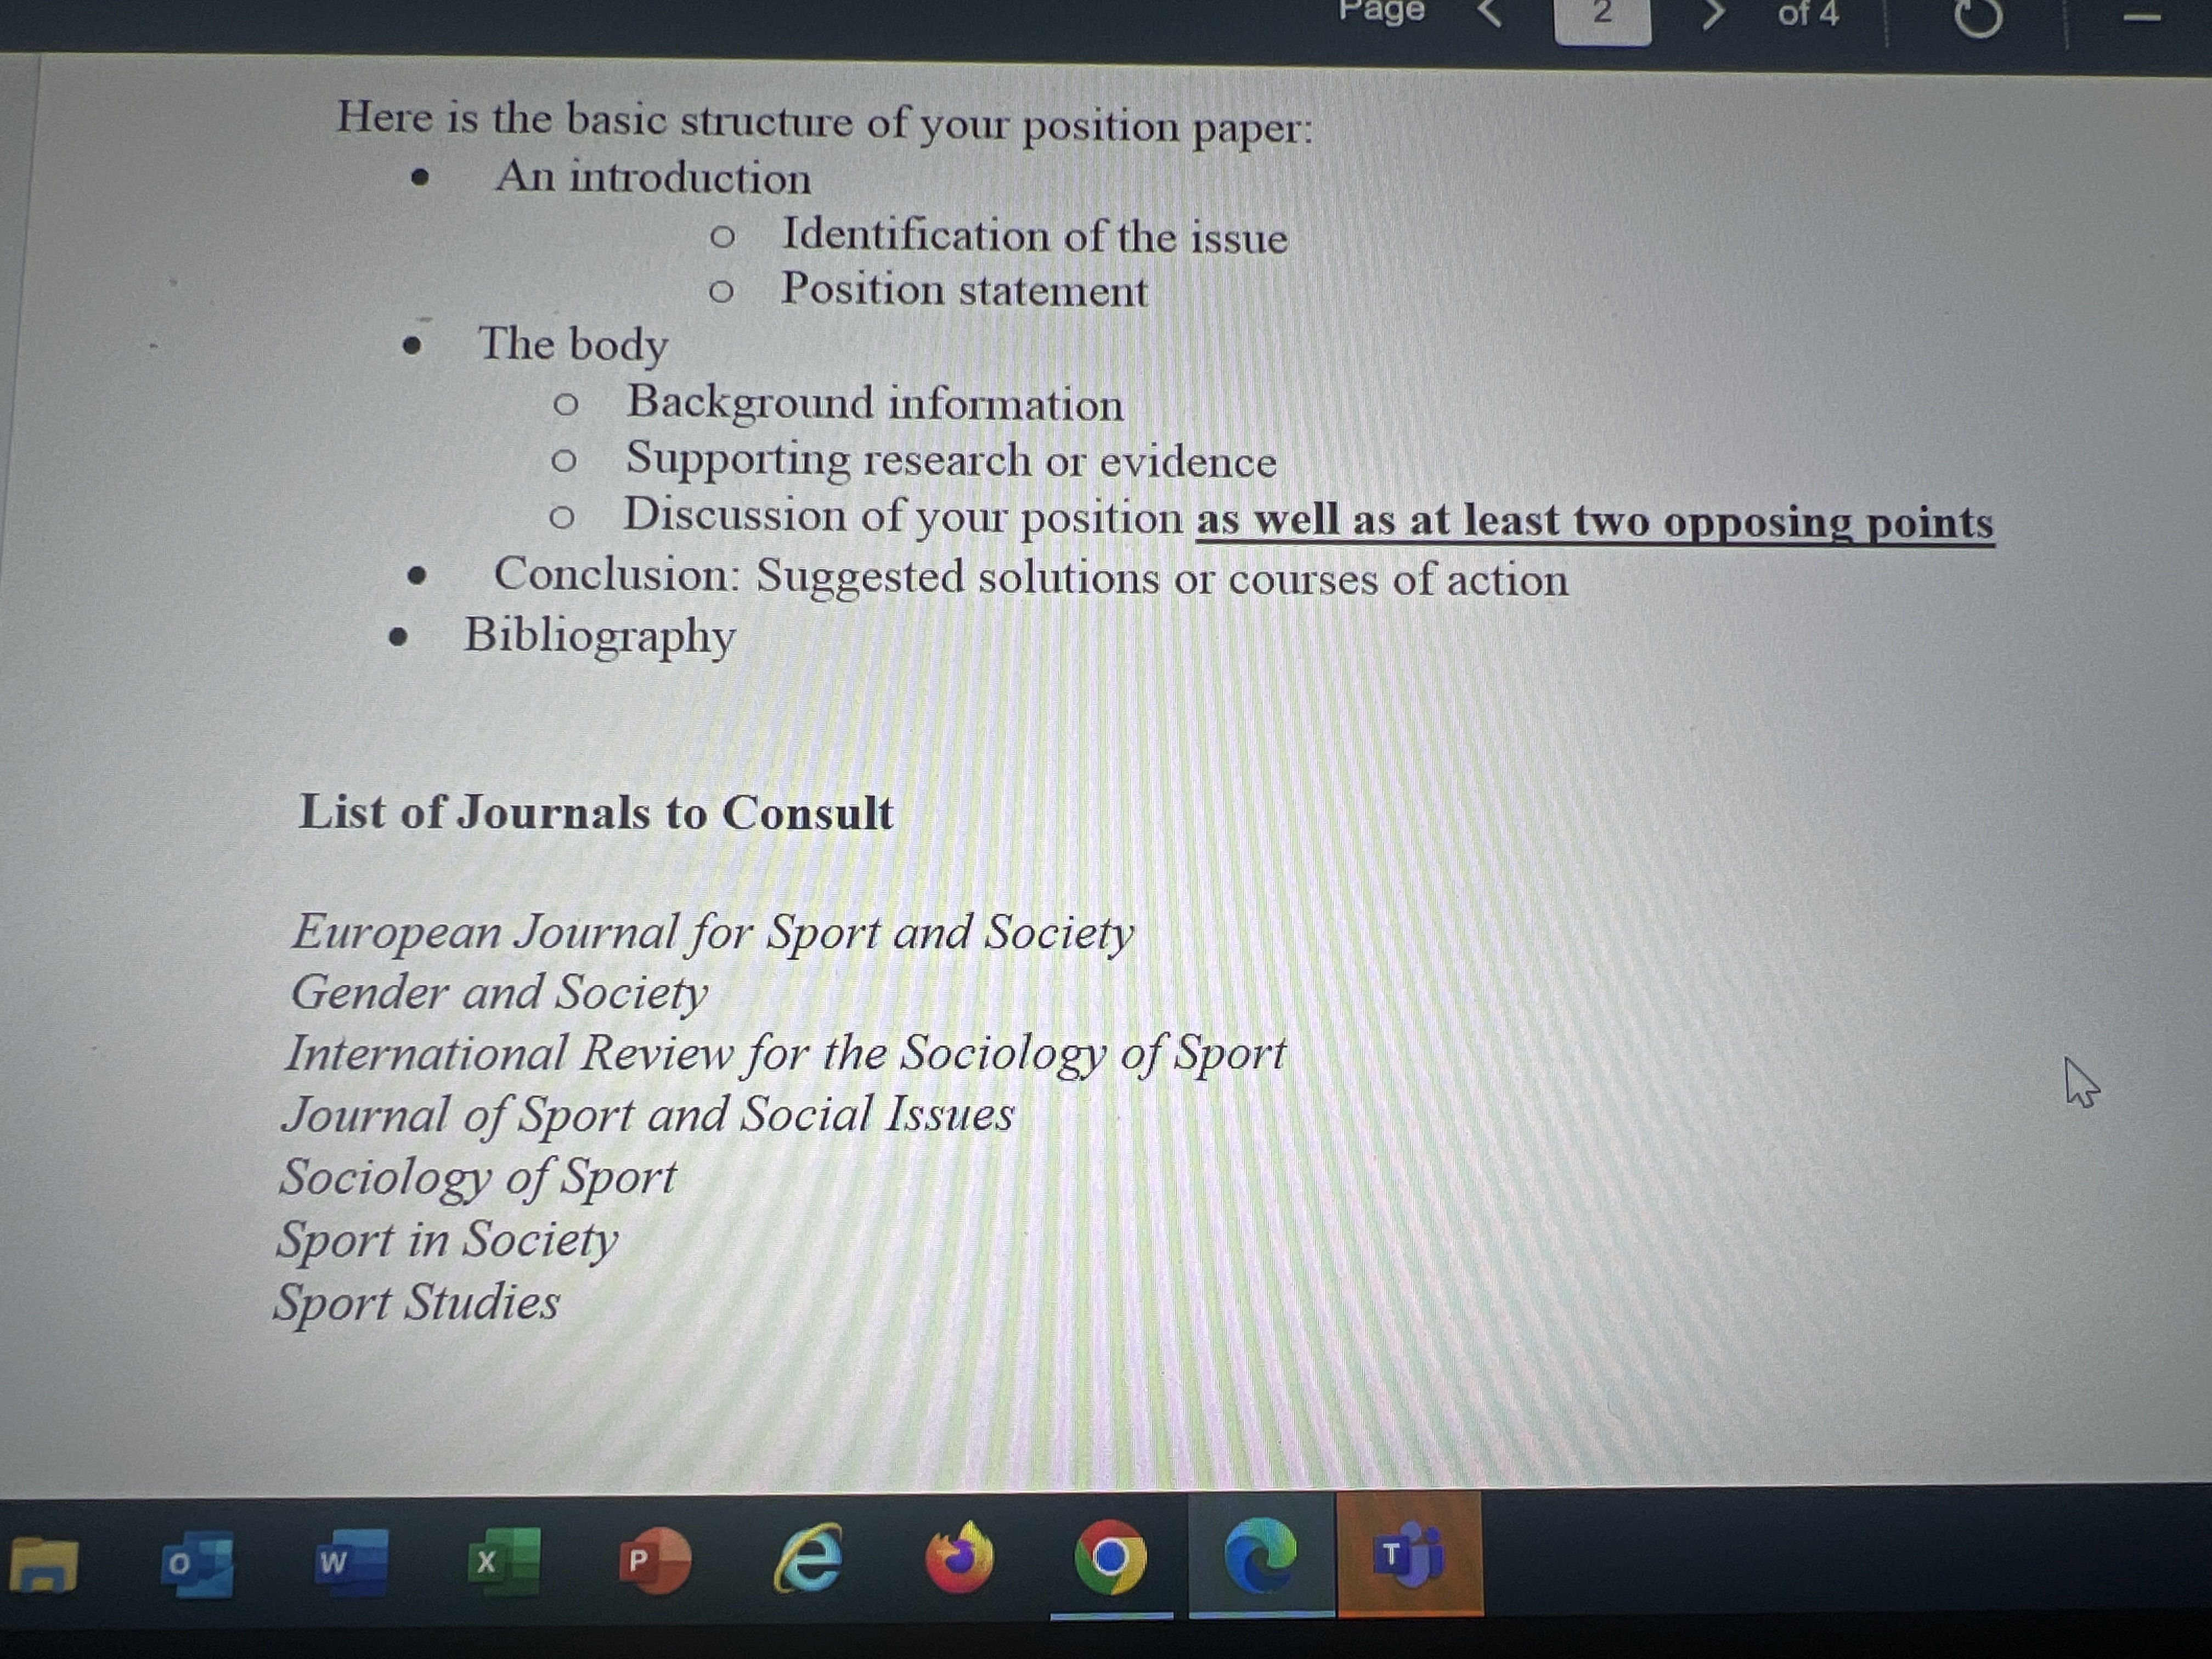 Page 2 of 4
Here is the basic structure of your position paper:
• An introduction
o Identification of the issue
o Position statement
• The body
o Background information
o Supporting research or evidence
o Discussion of your position as well as at least two opposing points
• Conclusion: Suggested solutions or courses of action
• Bibliography
List of Journals to Consult
European Journal for Sport and Society
Gender and Society
International Review for the Sociology of Sport
Journal of Sport and Social Issues
Sociology of Sport
Sport in Society
Sport Studies
O W X P T